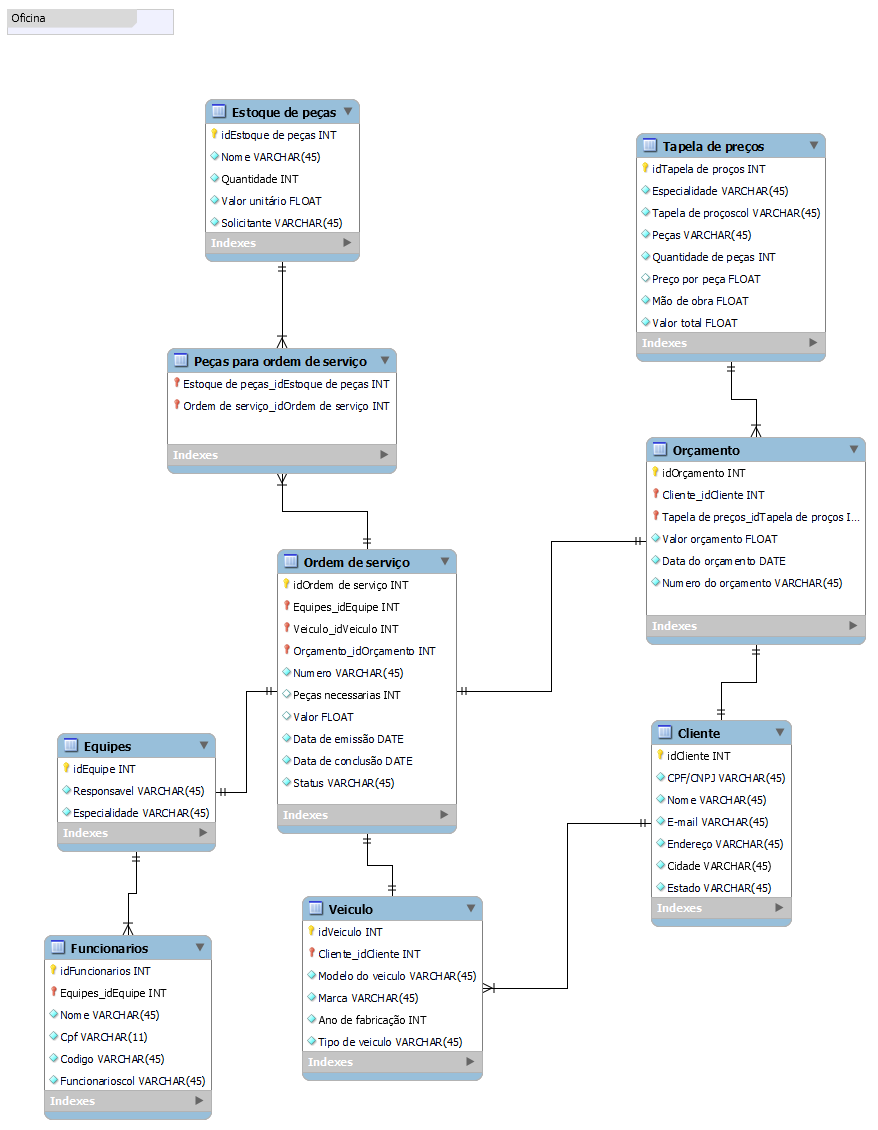 Oficina
Estoque de peças
idEstoque de peças INT
Nome VARCHAR(45)
Quantidade INT
Valor unitário FLOAT
Solicitante VARCHAR(45)
Indexes
Tapela de preços
idTapela de proços INT
Especialidade VARCHAR(45)
Tapela de proçoscol VARCHAR(45)
Peças VARCHAR(45)
Quantidade de peças INT
Preço por peça FLOAT
Mão de obra FLOAT
Valor total FLOAT
Indexes
Peças para ordem de serviço
Estoque de peças_idEstoque de peças INT
Ordem de serviço_idOrdem de serviço INT
Indexes
Orçamento
idOrçamento INT
Cliente_idCliente INT
Tapela de preços_idTapela de proços I...
Valor orçamento FLOAT
Data do orçamento DATE
Numero do orçamento VARCHAR(45)
Indexes
Ordem de serviço
idOrdem de serviço INT
Equipes_idEquipe INT
Veiculo_idVeiculo INT
Orçamento_idOrçamento INT
Numero VARCHAR(45)
Peças necessarias INT
Valor FLOAT
Data de emissão DATE
Data de conclusão DATE
Status VARCHAR(45)
Indexes
Equipes
idEquipe INT
Responsavel VARCHAR(45)
Especialidade VARCHAR(45)
Indexes
Cliente
idCliente INT
CPF/CNPJ VARCHAR(45)
Nome VARCHAR(45)
E-mail VARCHAR(45)
Endereço VARCHAR(45)
Cidade VARCHAR(45)
Estado VARCHAR(45)
Indexes
Veiculo
idVeiculo INT
Cliente_idCliente INT
Modelo do veiculo VARCHAR(45)
Marca VARCHAR(45)
Ano de fabricação INT
Tipo de veiculo VARCHAR(45)
Indexes
Funcionarios
idFuncionarios INT
Equipes_idEquipe INT
Nome VARCHAR(45)
Cpf VARCHAR(11)
Codigo VARCHAR(45)
Funcionarioscol VARCHAR(45)
Indexes